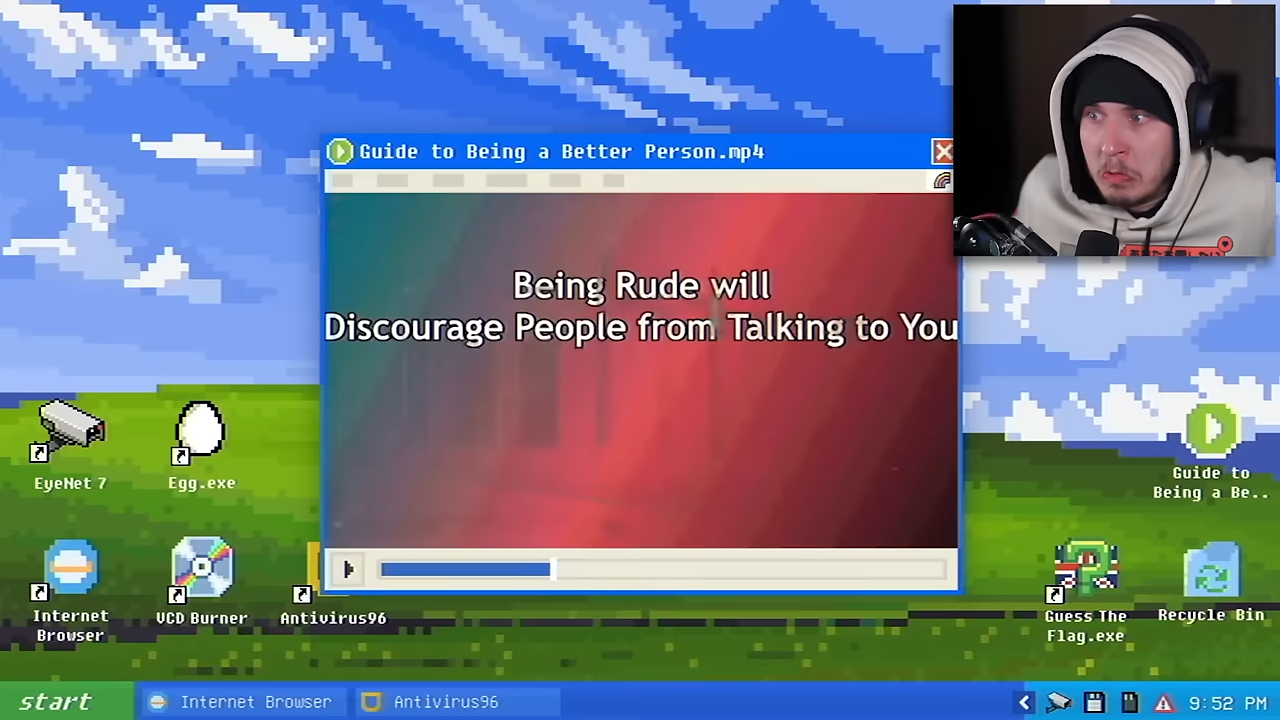 Guide to Being a Better Person.mp4
Being Rude will
Discourage People from Talking to You
EyeNet 7
Egg.exe
Guide to
Being a Be..
Internet
Browser
VCD Burner
Antivirus96
Guess The
Flag.exe
Recycle Bin
start
Internet Browser
Antivirus96
9:52 PM